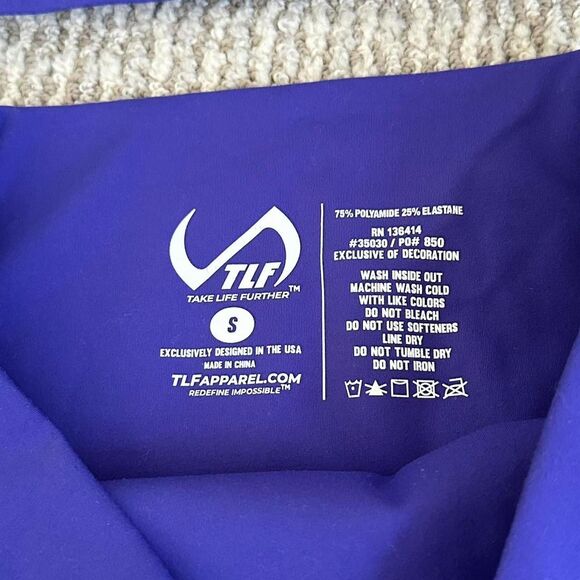 TLF™
TAKE LIFE FURTHER™
S
EXCLUSIVELY DESIGNED IN THE USA
MADE IN CHINA
TLFAPPAREL.COM
REDEFINE IMPOSSIBLE™
75% POLYAMIDE 25% ELASTANE
RN 136414
#35030 / PO# 850
EXCLUSIVE OF DECORATION
WASH INSIDE OUT
MACHINE WASH COLD
WITH LIKE COLORS
DO NOT BLEACH
DO NOT USE SOFTENERS
LINE DRY
DO NOT TUMBLE DRY
DO NOT IRON